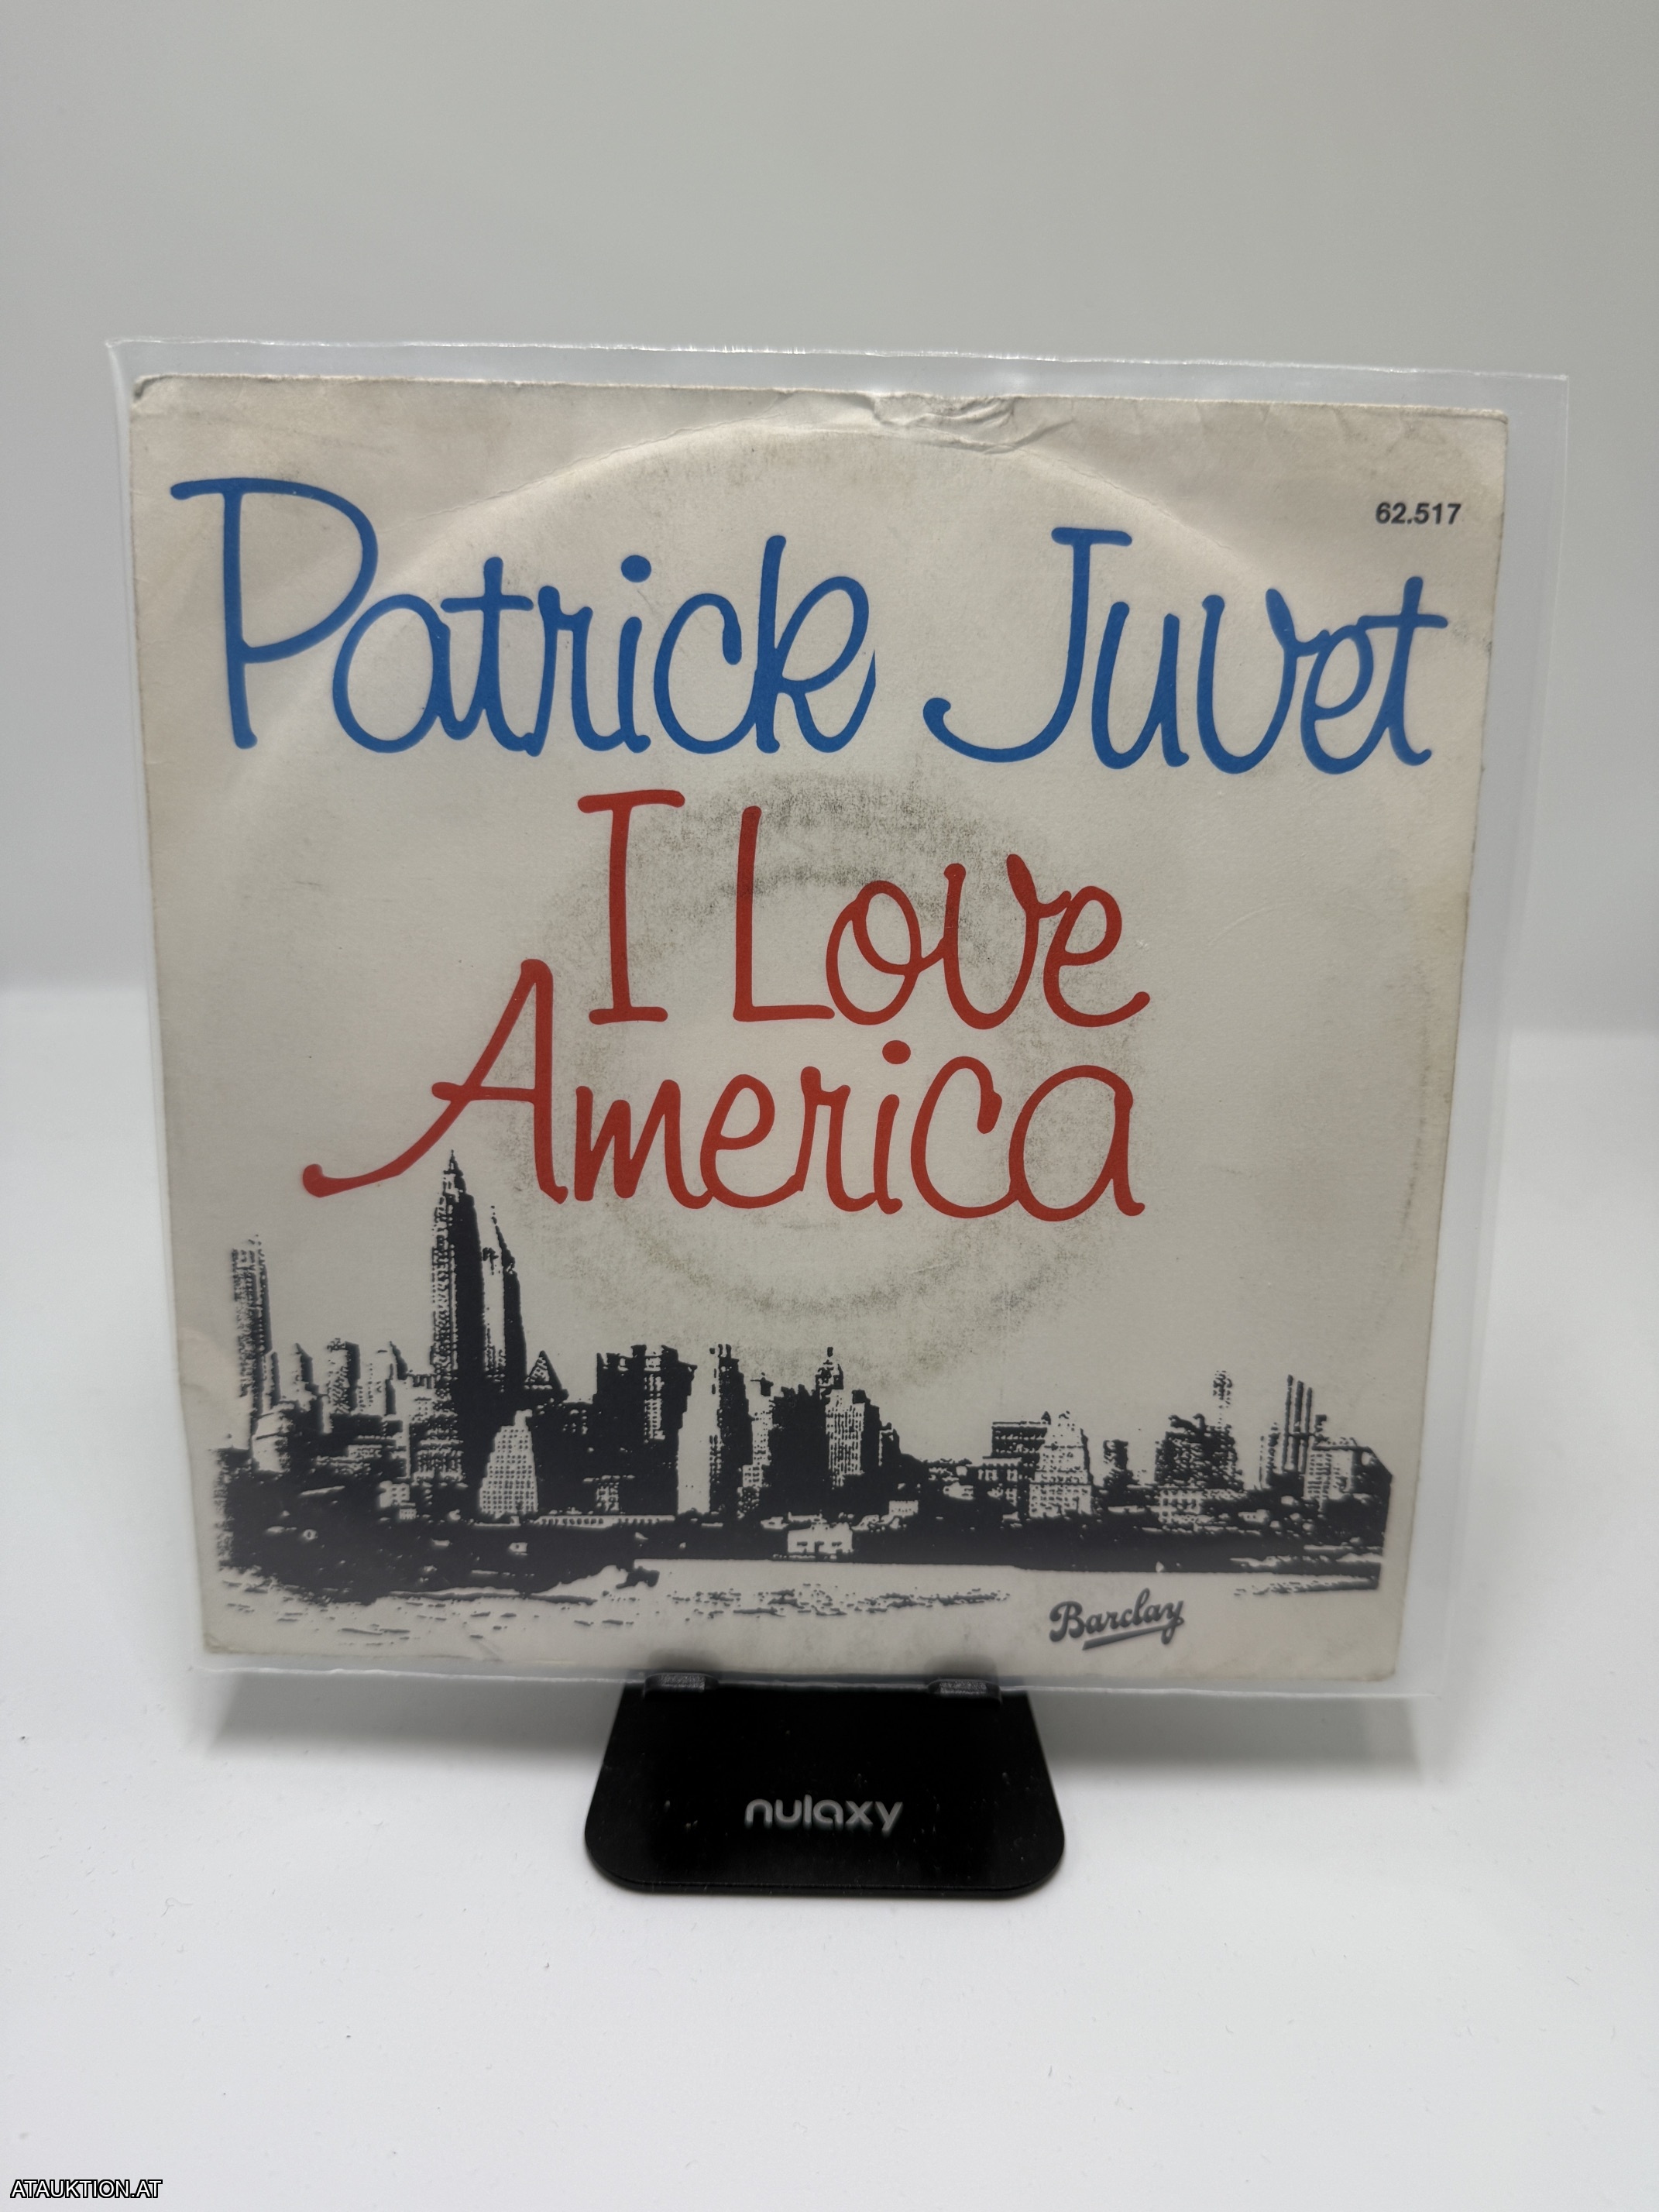 62.517
Patrick Juvet
I Love
America
Barclay
nulaxy
ATAUKTION.AT